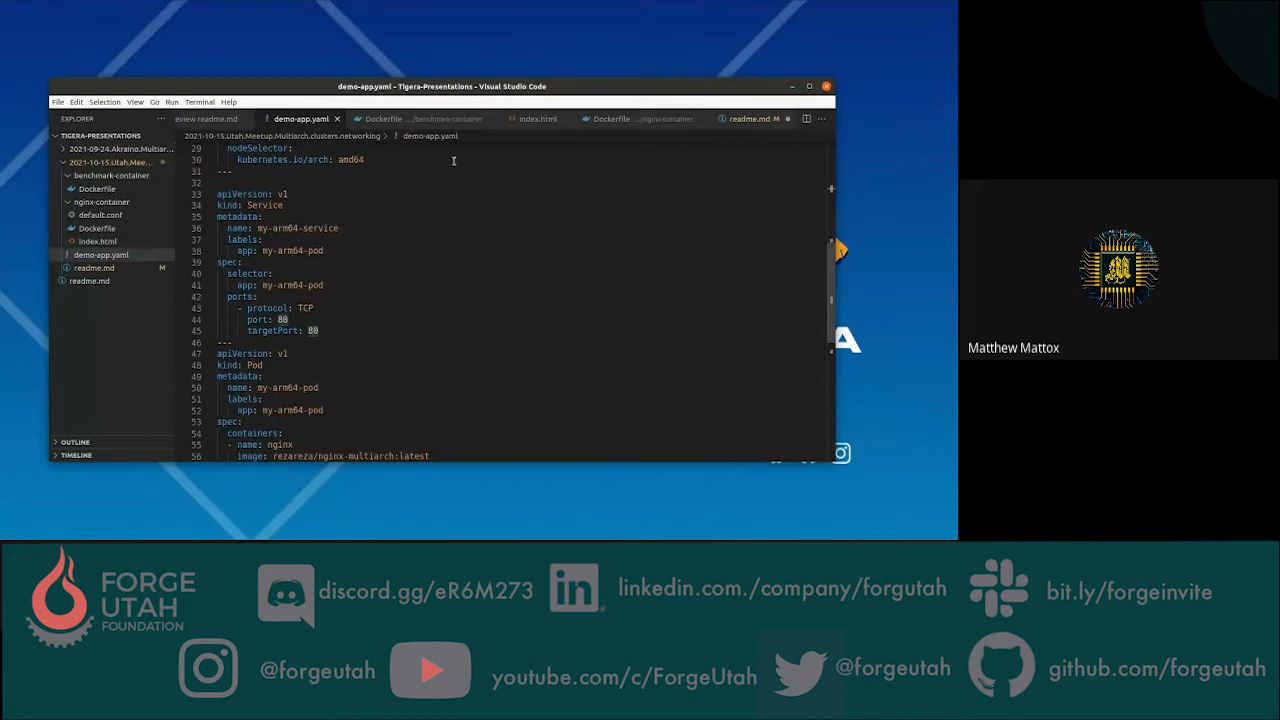 demo-app.yaml - Tigera-Presentations - Visual Studio Code
File Edit Selection View Go Run Terminal Help
EXPLORER
eview readme.md
demo-app.yaml
Dockerfile .../benchmark-container
index.html
Dockerfile .../nginx-container
readme.md M
TIGERA-PRESENTATIONS
2021-09-24.Akraino.Multiar...
2021-10-15.Utah.Mee...
benchmark-container
Dockerfile
nginx-container
default.conf
Dockerfile
index.html
demo-app.yaml
readme.md M
readme.md
OUTLINE
TIMELINE
2021-10-15.Utah.Meetup.Multiarch.clusters.networking > demo-app.yaml
29 nodeSelector:
30 kubernetes.io/arch: amd64
31 ---
32
33 apiVersion: v1
34 kind: Service
35 metadata:
36 name: my-arm64-service
37 labels:
38 app: my-arm64-pod
39 spec:
40 selector:
41 app: my-arm64-pod
42 ports:
43 - protocol: TCP
44 port: 80
45 targetPort: 80
46 ---
47 apiVersion: v1
48 kind: Pod
49 metadata:
50 name: my-arm64-pod
51 labels:
52 app: my-arm64-pod
53 spec:
54 containers:
55 - name: nginx
56 image: rezareza/nginx-multiarch:latest
A
Matthew Mattox
FORGE
UTAH
FOUNDATION
discord.gg/eR6M273
linkedin.com./company/forgutah
bit.ly/forgeinvite
@forgeutah
youtube.com/c/ForgeUtah
@forgeutah
github.com/forgeutah